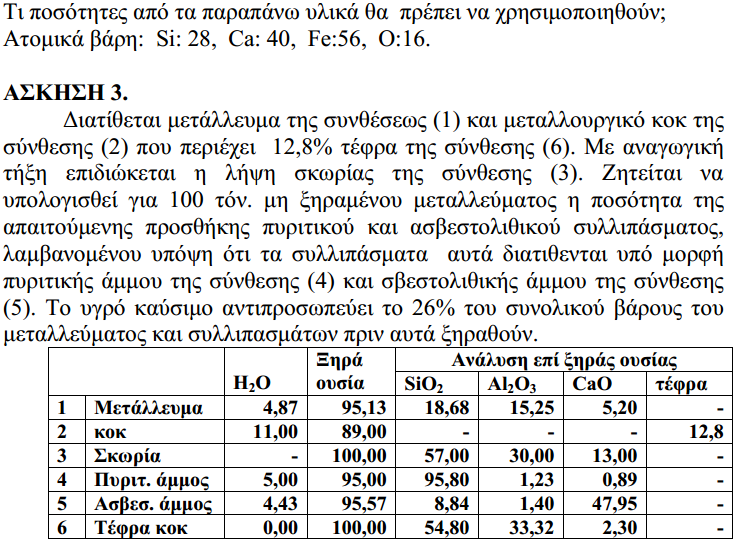 Τι ποσότητες από τα παραπάνω υλικά θα πρέπει να χρησιμοποιηθούν;
Ατομικά βάρη: Si: 28, Ca: 40, Fe:56, O:16.
ΑΣΚΗΣΗ 3.
Διατίθεται μετάλλευμα της συνθέσεως (1) και μεταλλουργικό κοκ της
σύνθεσης (2) που περιέχει 12,8% τέφρα της σύνθεσης (6). Με αναγωγική
τήξη επιδιώκεται η λήψη σκωρίας της σύνθεσης (3). Ζητείται να
υπολογισθεί για 100 τόν. μη ξηραμένου μεταλλεύματος η ποσότητα της
απαιτούμενης προσθήκης πυριτικού και ασβεστολιθικού συλλιπάσματος,
λαμβανομένου υπόψη ότι τα συλλιπάσματα αυτά διατιθενται υπό μορφή
πυριτικής άμμου της σύνθεσης (4) και σβεστολιθικής άμμου της σύνθεσης
(5). Το υγρό καύσιμο αντιπροσωπεύει το 26% του συνολικού βάρους του
μεταλλεύματος και συλλιπασμάτων πριν αυτά ξηραθούν.
H2O Ξηρά ουσία Ανάλυση επί ξηράς ουσίας
SiO2 Al2O3 CaO τέφρα
1 Μετάλλευμα 4,87 95,13 18,68 15,25 5,20 -
2 κοκ 11,00 89,00 - - - 12,8
3 Σκωρία - 100,00 57,00 30,00 13,00 -
4 Πυριτ. άμμος 5,00 95,00 95,80 1,23 0,89 -
5 Ασβεσ. άμμος 4,43 95,57 8,84 1,40 47,95 -
6 Τέφρα κοκ 0,00 100,00 54,80 33,32 2,30 -